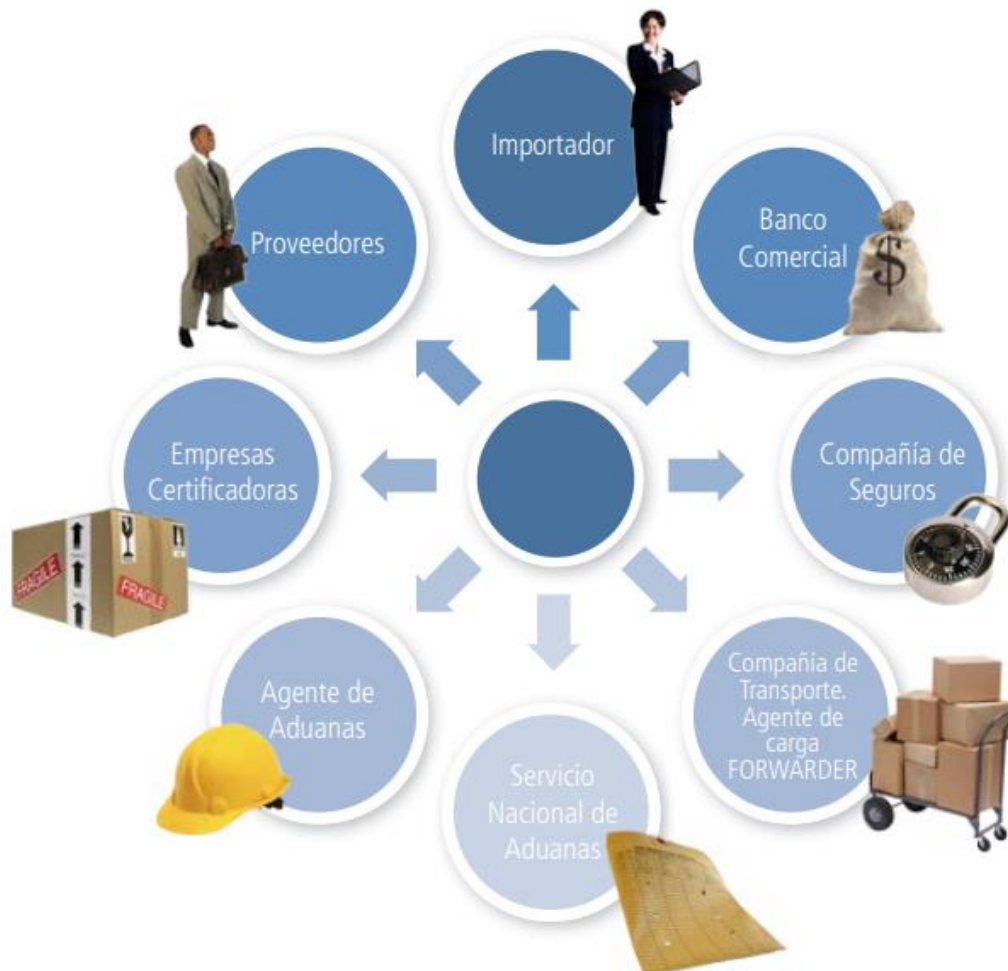 Importador
Banco
Comercial
$
Compañía de
Seguros
Compañia de
Transporte.
Agente de
carga
FORWARDER
Servicio
Nacional de
Aduanas
Agente de
Aduanas
Empresas
Certificadoras
FRAGILE
FRAGILE
Proveedores